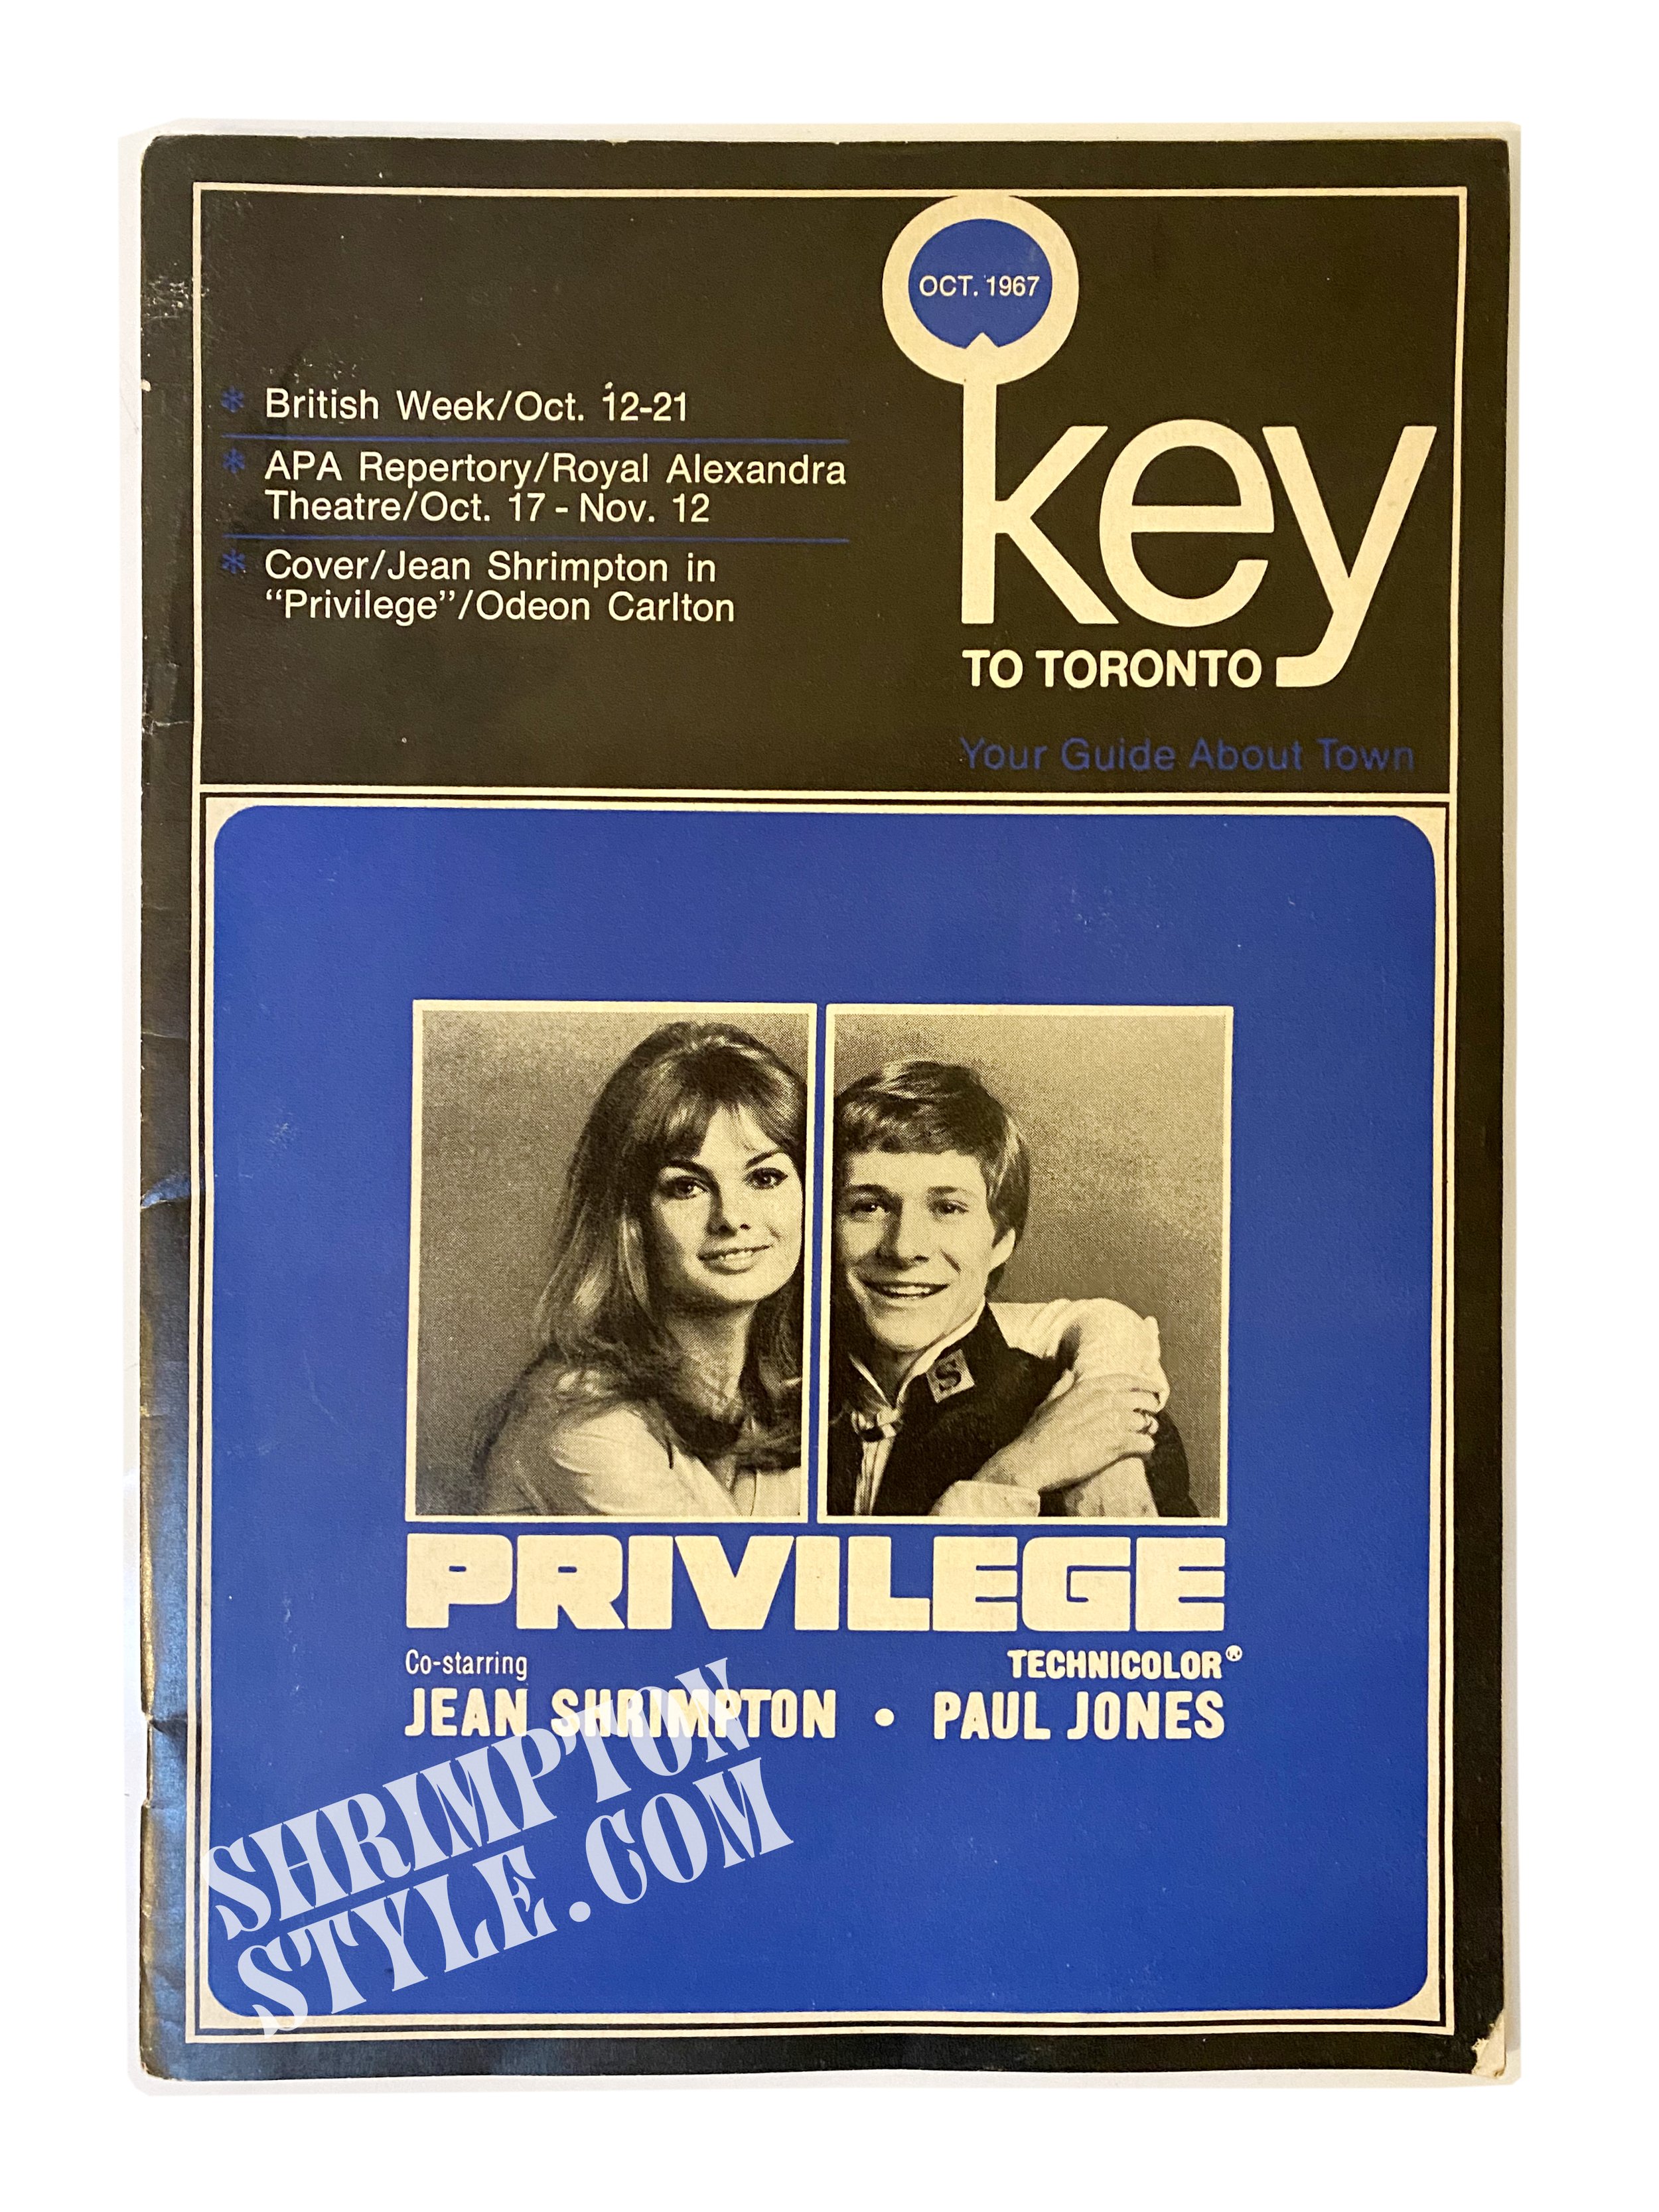 OCT. 1967
* British Week/Oct. 12-21
* APA Repertory/Royal Alexandra
Theatre/Oct. 17 - Nov. 12
* Cover/Jean Shrimpton in
“Privilege”/Odeon Carlton
key
TO TORONTO
Your Guide About Town
S
PRIVILEGE
Co-starring
TECHNICOLOR®
JEAN SHRIMPTON • PAUL JONES
SHRIMPTON
STYLE.COM